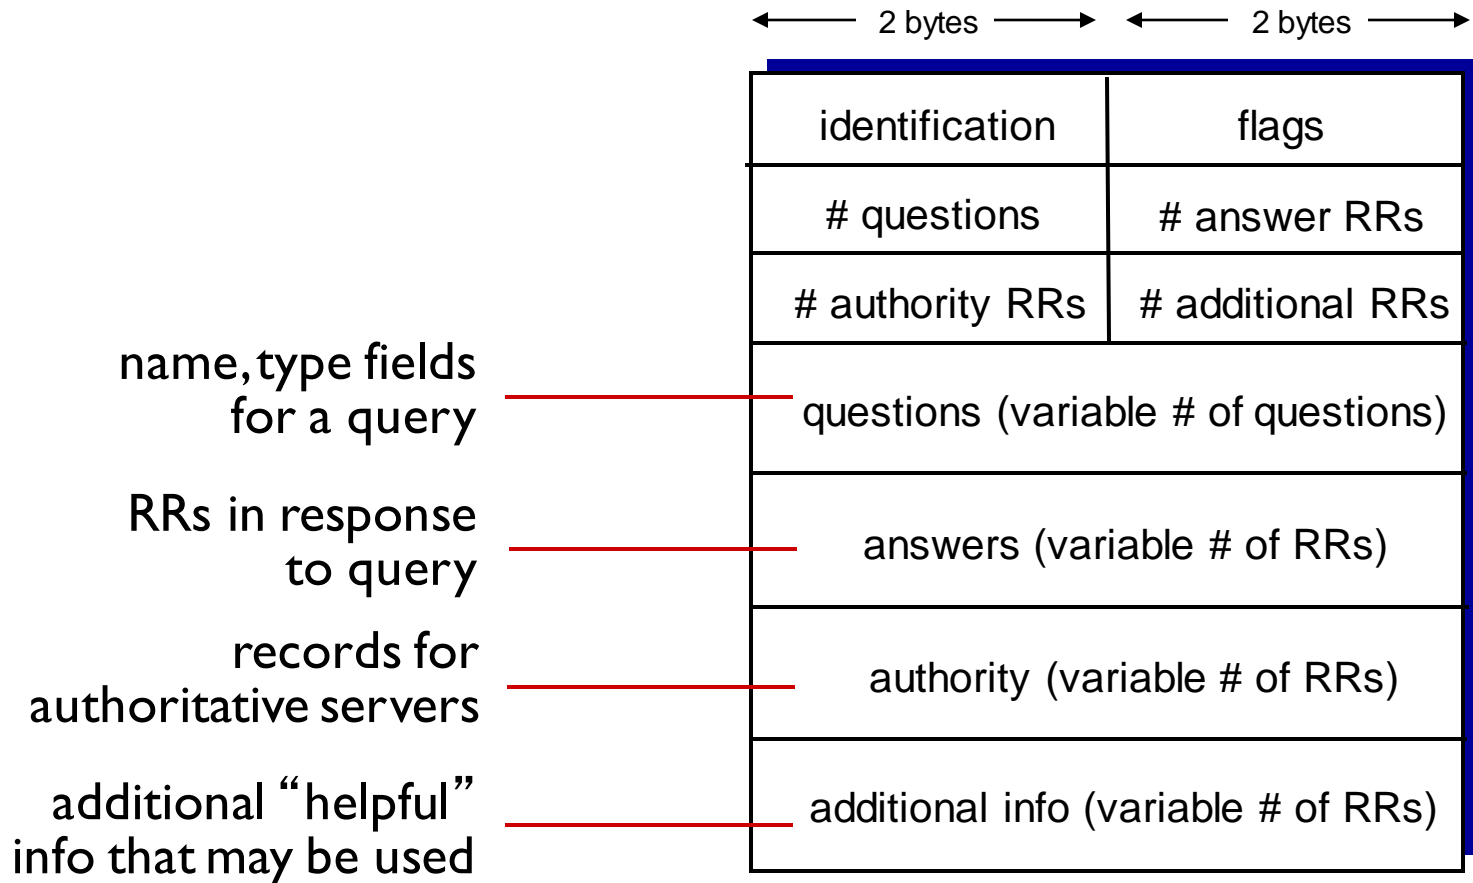 2 bytes 2 bytes
identification flags
# questions # answer RRs
# authority RRs # additional RRs
name, type fields
for a query
questions (variable # of questions)
RRs in response
to query
answers (variable # of RRs)
records for
authoritative servers
authority (variable # of RRs)
additional “helpful”
info that may be used
additional info (variable # of RRs)